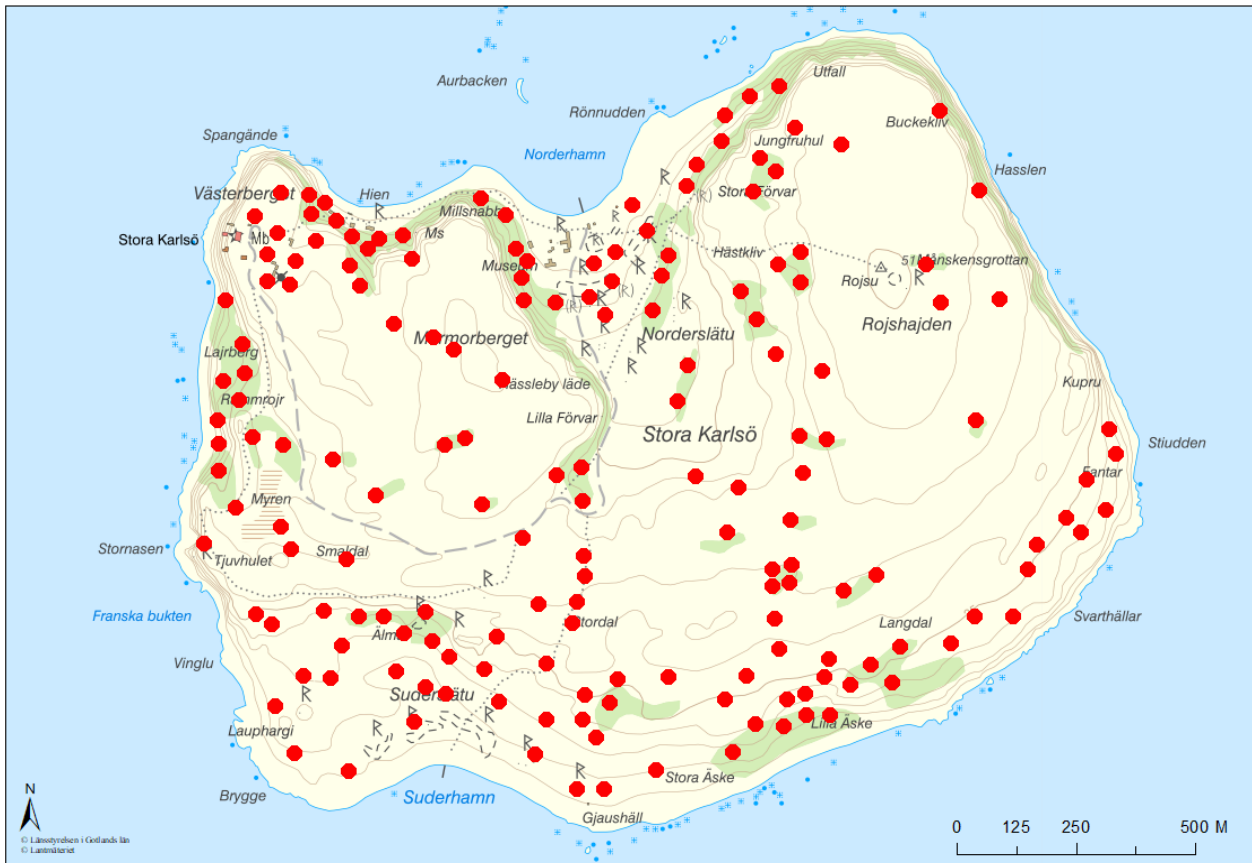 Utfall
Aurbacken
Rönnudden
Buckekliv
Spangände
Jungfruhul
Norderhamn
Hasslen
Västerberget
Hien
Stora Förvar
(R)
Millsnabb
Stora Karlsö
Mb
Ms
Hästkliv
Månskensgrottan
51
Museum
Rojsu
(R)
(R)
Rojshajden
Norderslätu
Marmorberget
Lajrberg
Hässleby läde
Kupru
Rammrojr
Lilla Förvar
Stora Karlsö
Stiudden
Fantar
Myren
Stornasen
Smaldal
Tjuvhulet
Franska bukten
Svarthällar
Langdal
Vinglu
Suderslätu
Lauphargi
Lilla Äske
Stora Äske
Brygge
Suderhamn
N
Gjaushäll
0 125 250 500 M
© Länsstyrelsen i Gotlands län
© Lantmäteriet